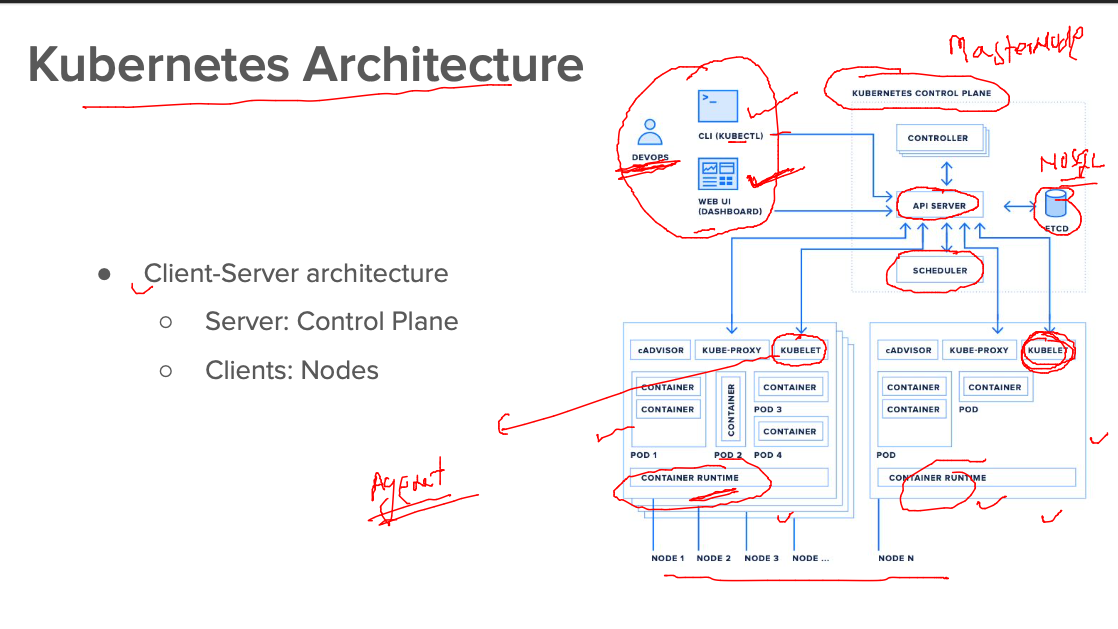 Kubernetes Architecture
● Client-Server architecture
○ Server: Control Plane
○ Clients: Nodes
MasterNode
KUBERNETES CONTROL PLANE
>_
CLI (KUBECTL)
DEVOPS
WEB UI
(DASHBOARD)
CONTROLLER
NOSQL
API SERVER
ETCD
SCHEDULER
cADVISOR
KUBE-PROXY
KUBELET
CONTAINER
CONTAINER
POD 1
CONTAINER
POD 2
CONTAINER
POD 3
CONTAINER
POD 4
CONTAINER RUNTIME
cADVISOR
KUBE-PROXY
KUBELET
CONTAINER
CONTAINER
POD
CONTAINER
POD
CONTAINER RUNTIME
Agent
NODE 1
NODE 2
NODE 3
NODE ...
NODE N